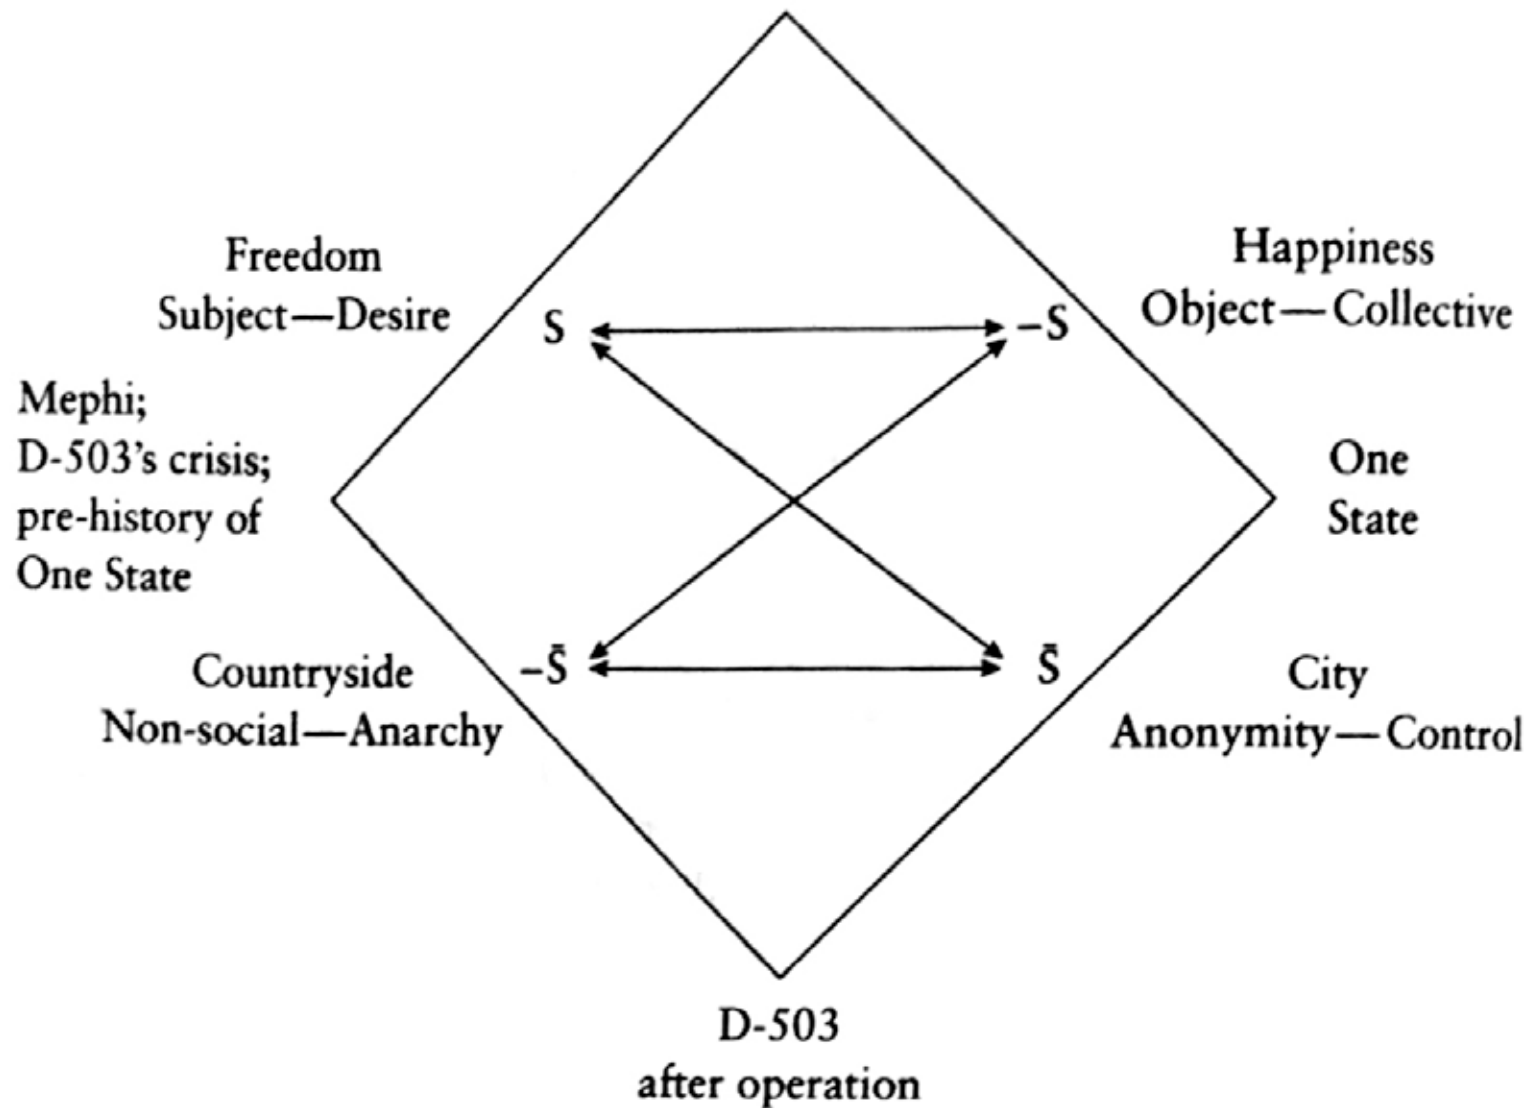 Freedom
Subject—Desire
S
–S
Happiness
Object—Collective
Mephi;
D-503's crisis;
pre-history of
One State
One
State
Countryside
Non-social—Anarchy
–S̄
S̄
City
Anonymity—Control
D-503
after operation